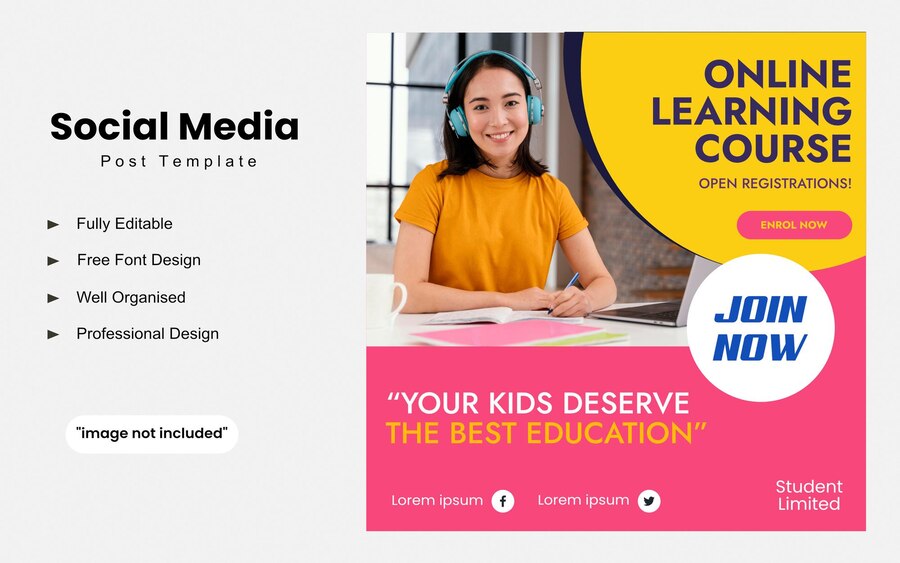 Social Media
Post Template
Fully Editable
Free Font Design
Well Organised
Professional Design
"image not included"
ONLINE
LEARNING
COURSE
OPEN REGISTRATIONS!
ENROL NOW
JOIN
NOW
“YOUR KIDS DESERVE
THE BEST EDUCATION”
Lorem ipsum
Lorem ipsum
Student
Limited